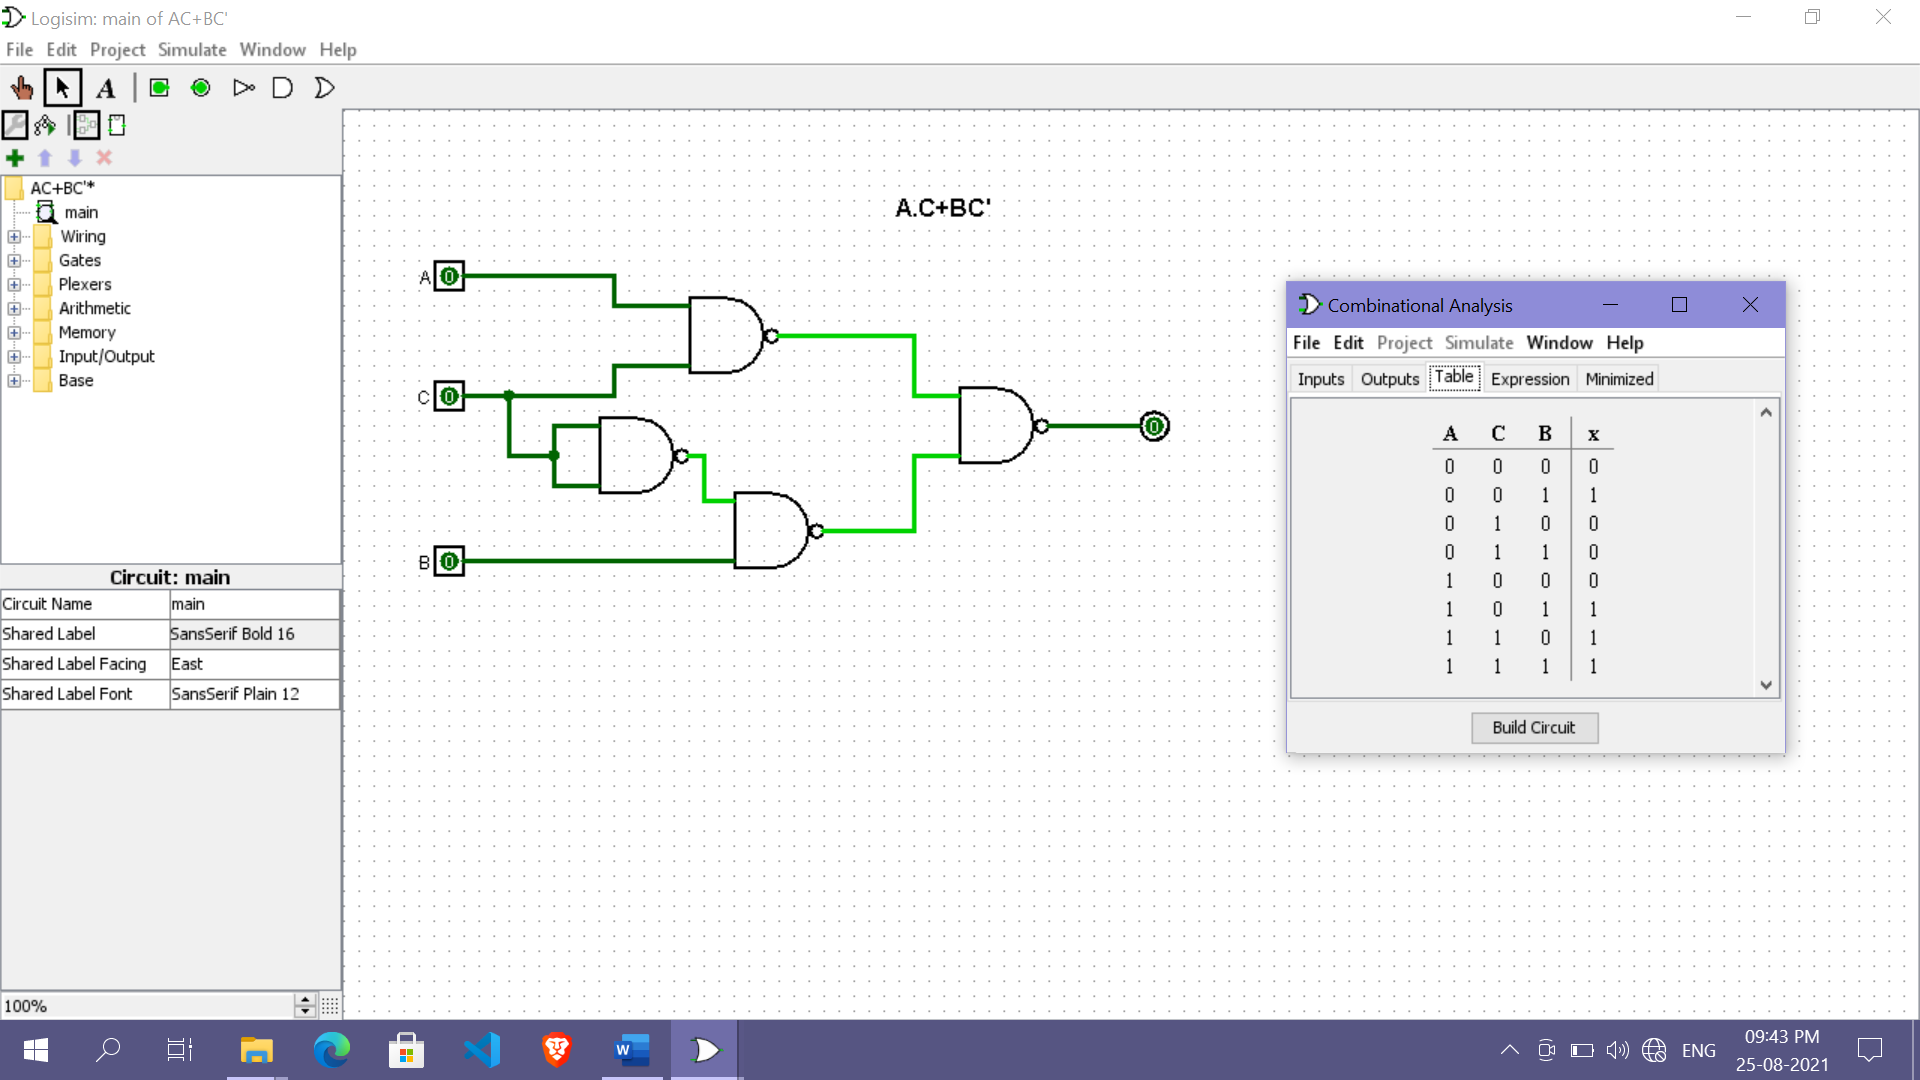 Logisim: main of AC+BC'
File Edit Project Simulate Window Help
A
AC+BC'*
main
Wiring
Gates
Plexers
Arithmetic
Memory
Input/Output
Base
Circuit: main
Circuit Name main
Shared Label SansSerif Bold 16
Shared Label Facing East
Shared Label Font SansSerif Plain 12
100%
A.C+BC'
A 0
C 0
B 0
0
Combinational Analysis
File Edit Project Simulate Window Help
Inputs Outputs Table Expression Minimized
A C B x
0 0 0 0
0 0 1 1
0 1 0 0
0 1 1 0
1 0 0 0
1 0 1 1
1 1 0 1
1 1 1 1
Build Circuit
W
ENG
09:43 PM
25-08-2021